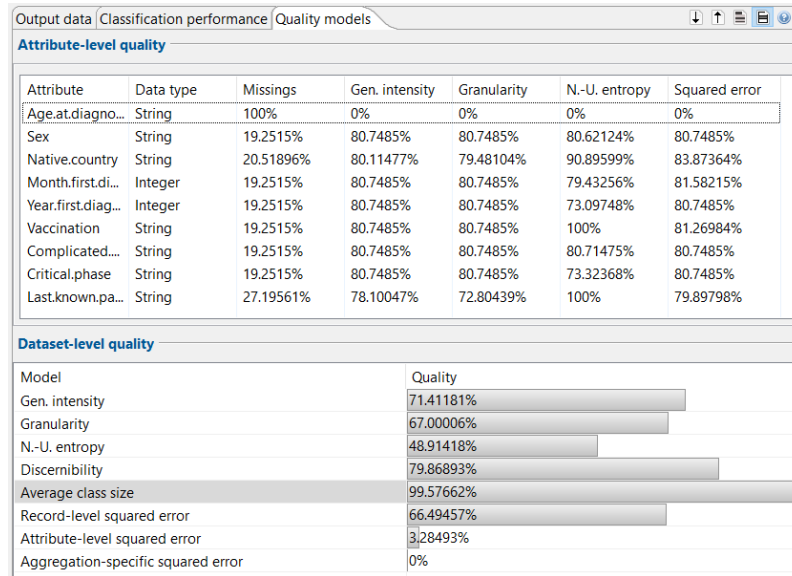 Output data Classification performance Quality models
Attribute-level quality
Attribute Data type Missings Gen. intensity Granularity N.-U. entropy Squared error
Age.at.diagno... String 100% 0% 0% 0% 0%
Sex String 19.2515% 80.7485% 80.7485% 80.62124% 80.7485%
Native.country String 20.51896% 80.11477% 79.48104% 90.89599% 83.87364%
Month.first.di... Integer 19.2515% 80.7485% 80.7485% 79.43256% 81.58215%
Year.first.diag... Integer 19.2515% 80.7485% 80.7485% 73.09748% 80.7485%
Vaccination String 19.2515% 80.7485% 80.7485% 100% 81.26984%
Complicated.... String 19.2515% 80.7485% 80.7485% 80.71475% 80.7485%
Critical.phase String 19.2515% 80.7485% 80.7485% 73.32368% 80.7485%
Last.known.pa... String 27.19561% 78.10047% 72.80439% 100% 79.89798%
Dataset-level quality
Model Quality
Gen. intensity 71.41181%
Granularity 67.00006%
N.-U. entropy 48.91418%
Discernibility 79.86893%
Average class size 99.57662%
Record-level squared error 66.49457%
Attribute-level squared error 3.28493%
Aggregation-specific squared error 0%